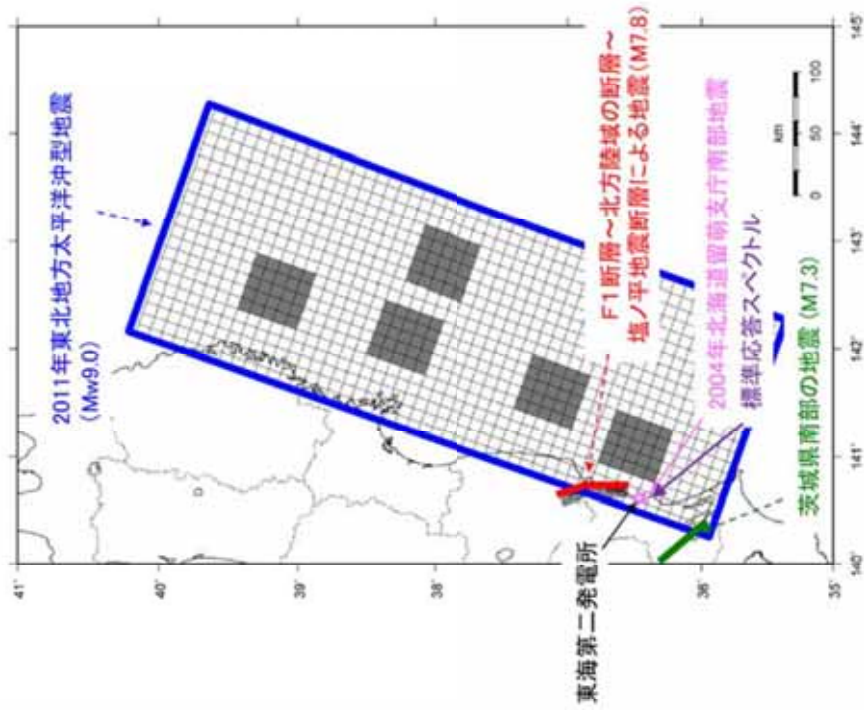 2011年東北地方太平洋沖型地震
(Mw9.0)
F1断層～北方陸域の断層～
塩ノ平地震断層による地震(M7.8)
2004年北海道留萌支庁南部地震
標準応答スペクトル
茨城県南部の地震 (M7.3)
東海第二発電所
km
0 50 100
41°
40°
39°
38°
36°
35°
140° 141° 142° 143° 144° 145°